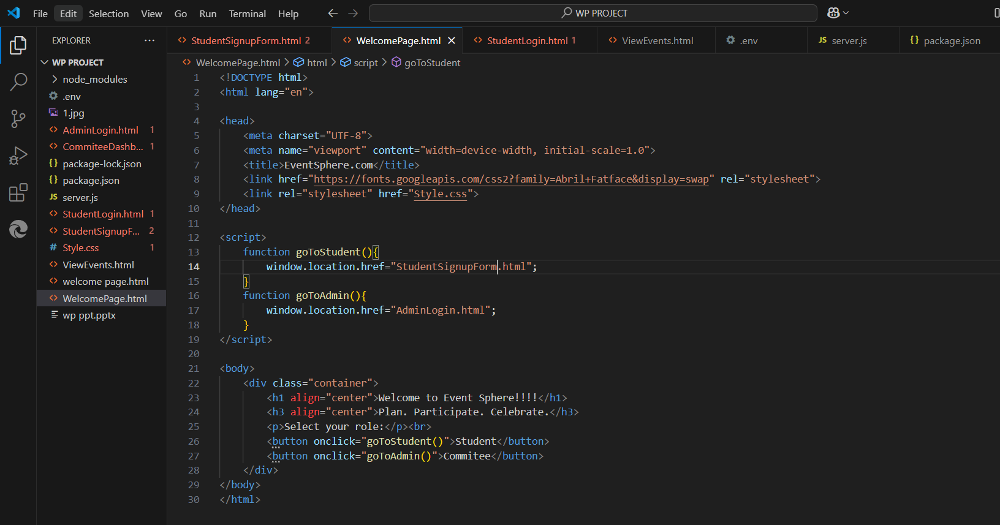 File Edit Selection View Go Run Terminal Help WP PROJECT
EXPLORER ···
WP PROJECT
node_modules
.env
1.jpg
AdminLogin.html 1
CommiteeDashb... 1
package-lock.json
package.json
JS server.js
StudentLogin.html 1
StudentSignupF... 2
# Style.css 1
ViewEvents.html
welcome page.html
WelcomePage.html
wp ppt.pptx
StudentSignupForm.html 2 WelcomePage.html StudentLogin.html 1 ViewEvents.html .env JS server.js {} package.json
WelcomePage.html > html > script > goToStudent
1 <!DOCTYPE html>
2 <html lang="en">
3
4 <head>
5 <meta charset="UTF-8">
6 <meta name="viewport" content="width=device-width, initial-scale=1.0">
7 <title>EventSphere.com</title>
8 <link href="https://fonts.googleapis.com/css2?family=Abril+Fatface&display=swap" rel="stylesheet">
9 <link rel="stylesheet" href="Style.css">
10 </head>
11
12 <script>
13 function goToStudent(){
14 window.location.href="StudentSignupForm.html";
15 }
16 function goToAdmin(){
17 window.location.href="AdminLogin.html";
18 }
19 </script>
20
21 <body>
22 <div class="container">
23 <h1 align="center">Welcome to Event Sphere!!!!</h1>
24 <h3 align="center">Plan. Participate. Celebrate.</h3>
25 <p>Select your role:</p><br>
26 <button onclick="goToStudent()">Student</button>
27 <button onclick="goToAdmin()">Commitee</button>
28 </div>
29 </body>
30 </html>